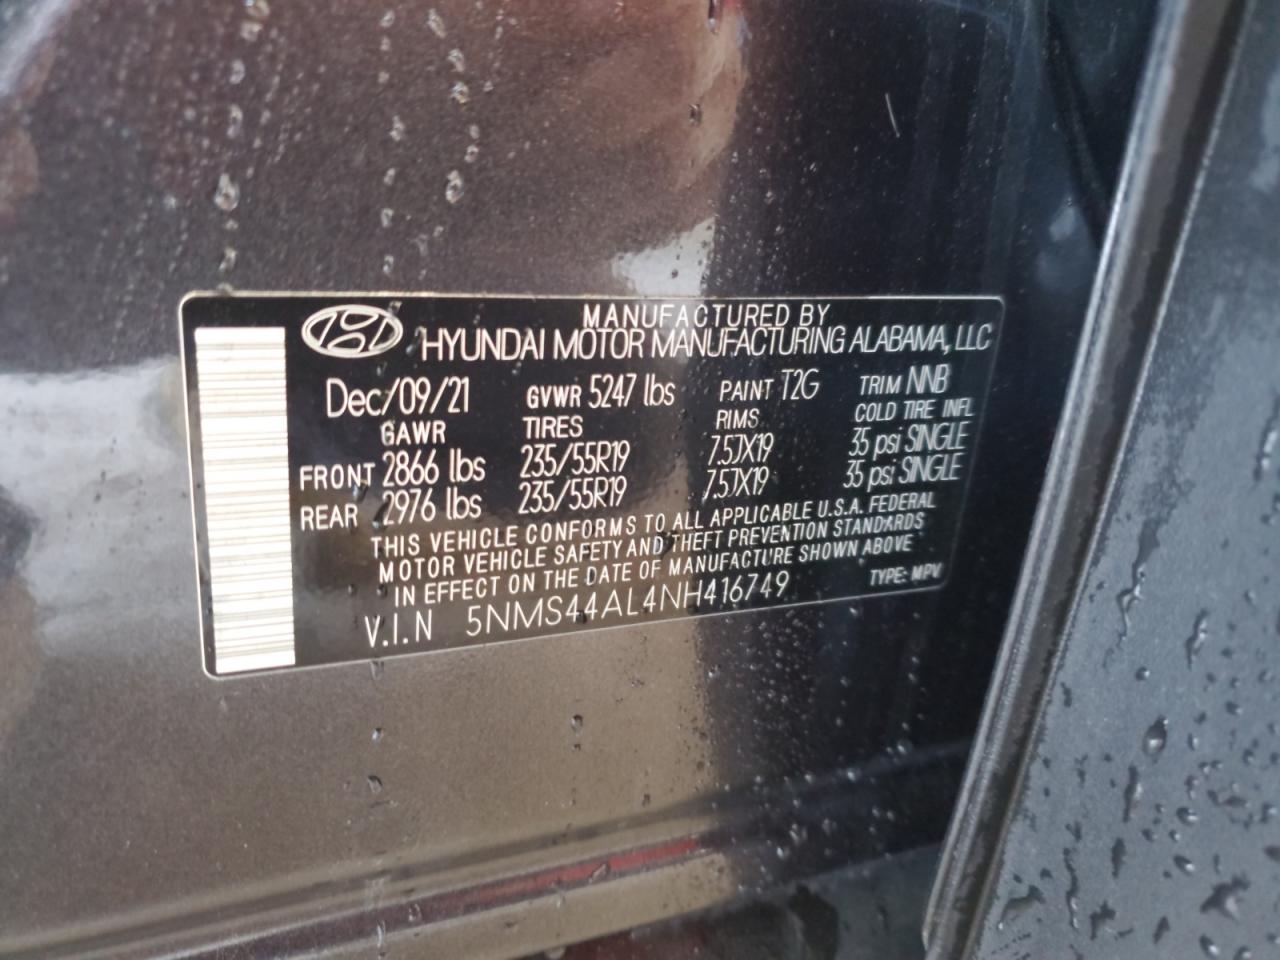 MANUFACTURED BY
HYUNDAI MOTOR MANUFACTURING ALABAMA, LLC
Dec/09/21 GVWR 5247 lbs PAINT T2G TRIM NNB
GAWR TIRES RIMS COLD TIRE INFL
FRONT 2866 lbs 235/55R19 7.5JX19 35 psi SINGLE
REAR 2976 lbs 235/55R19 7.5JX19 35 psi SINGLE
THIS VEHICLE CONFORMS TO ALL APPLICABLE U.S.A. FEDERAL
MOTOR VEHICLE SAFETY AND THEFT PREVENTION STANDARDS
IN EFFECT ON THE DATE OF MANUFACTURE SHOWN ABOVE
V.I.N 5NMS44AL4NH416749 TYPE: MPV